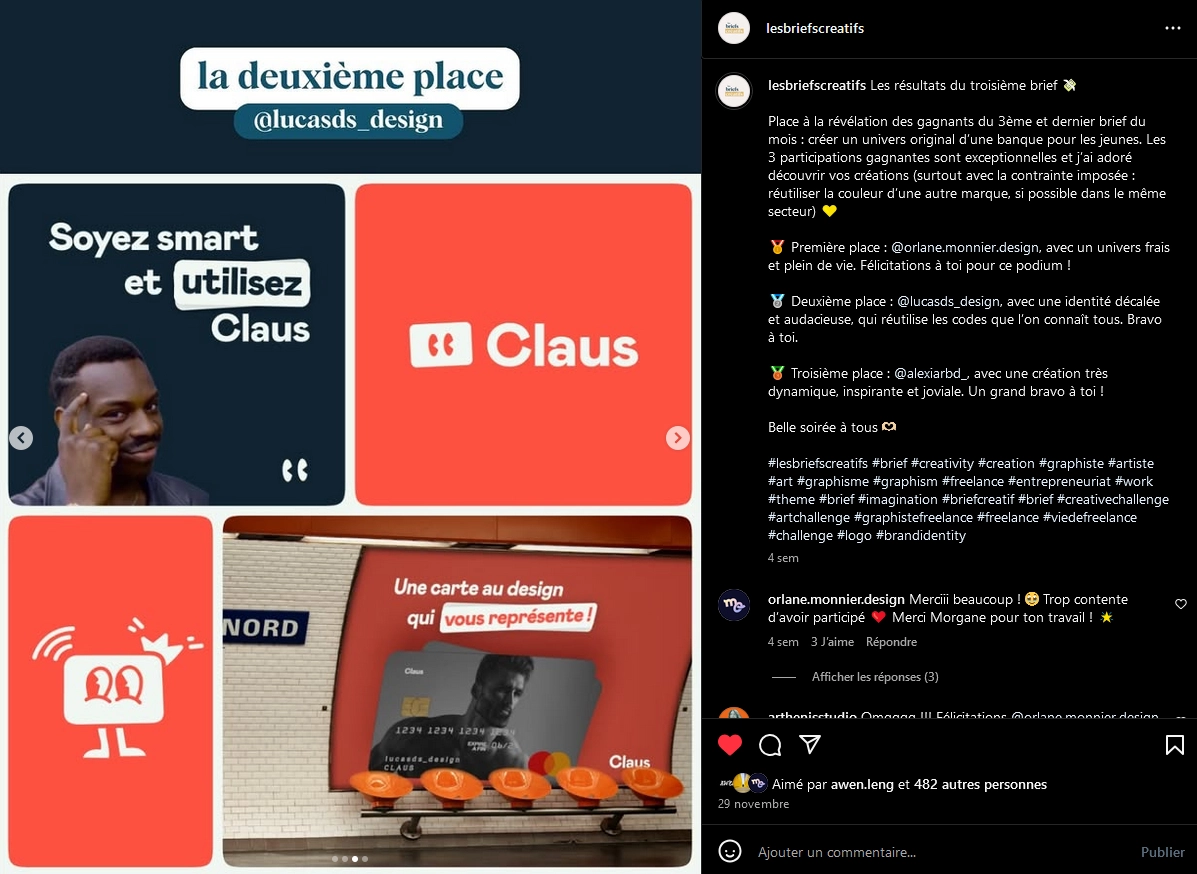 la deuxième place
@lucasds_design
Soyez smart
et utilisez
Claus
Claus
NORD
Une carte au design
qui vous représente !
Claus
1234 1234 1234 1234
EXPIRE
A FIN
06/2
lucasds_design
CLAUS
Claus
lesbriefscreatifs
lesbriefscreatifs Les résultats du troisième brief 💸
Place à la révélation des gagnants du 3ème et dernier brief du
mois : créer un univers original d'une banque pour les jeunes. Les
3 participations gagnantes sont exceptionnelles et j'ai adoré
découvrir vos créations (surtout avec la contrainte imposée :
réutiliser la couleur d'une autre marque, si possible dans le même
secteur) 💛
🥇 Première place : @orlane.monnier.design, avec un univers frais
et plein de vie. Félicitations à toi pour ce podium !
🥈 Deuxième place : @lucasds_design, avec une identité décalée
et audacieuse, qui réutilise les codes que l'on connaît tous. Bravo
à toi.
🥉 Troisième place : @alexiarbd_, avec une création très
dynamique, inspirante et joviale. Un grand bravo à toi !
Belle soirée à tous 🫶🏻
#lesbriefscreatifs #brief #creativity #creation #graphiste #artiste
#art #graphisme #graphism #freelance #entrepreneuriat #work
#theme #brief #imagination #briefcreatif #brief #creativechallenge
#artchallenge #graphistefreelance #freelance #viedefreelance
#challenge #logo #brandidentity
4 sem
orlane.monnier.design Merciii beaucoup ! 🥹 Trop contente
d'avoir participé ❤️ Merci Morgane pour ton travail ! 🌟
4 sem 3 J'aime Répondre
Afficher les réponses (3)
arthenisstudio Omgggg !!! Félicitations @orlane.monnier.design
Aimé par awen.leng et 482 autres personnes
29 novembre
Ajouter un commentaire...
Publier